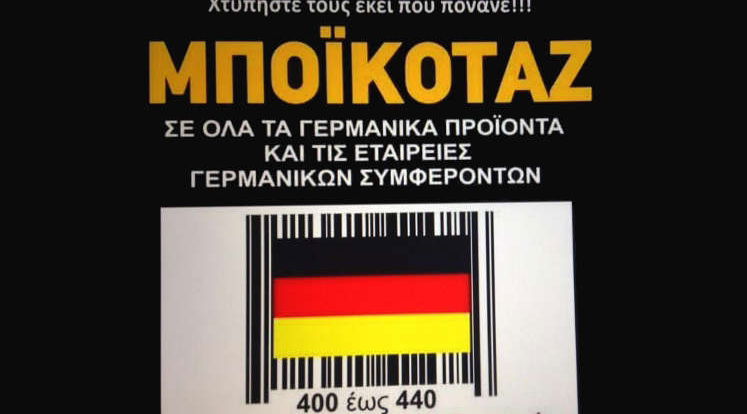 Χτυπήστε τους εκεί που πονάνε!!!
ΜΠΟΪΚΟΤΑΖ
ΣΕ ΟΛΑ ΤΑ ΓΕΡΜΑΝΙΚΑ ΠΡΟΪΟΝΤΑ
ΚΑΙ ΤΙΣ ΕΤΑΙΡΕΙΕΣ
ΓΕΡΜΑΝΙΚΩΝ ΣΥΜΦΕΡΟΝΤΩΝ
400 έως 440